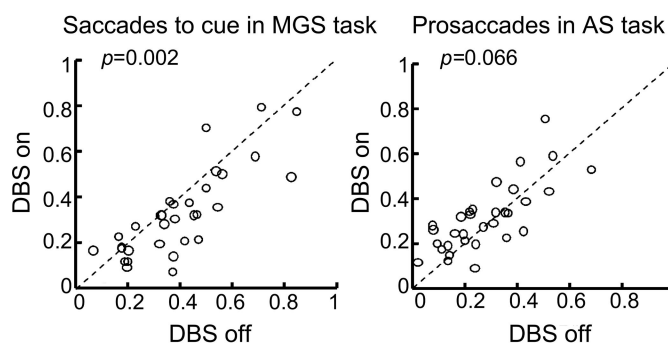 Saccades to cue in MGS task
p=0.002
1
0.8
0.6
0.4
0.2
0
DBS on
0 0.2 0.4 0.6 0.8 1
DBS off
Prosaccades in AS task
p=0.066
1
0.8
0.6
0.4
0.2
0
DBS on
0 0.2 0.4 0.6 0.8
DBS off